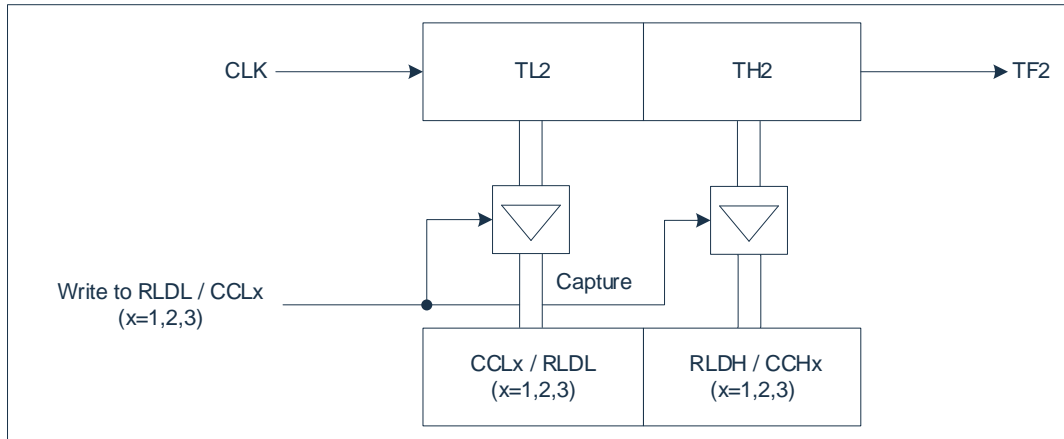 CLK TL2 TH2 TF2
Capture
Write to RLDL / CCLx
(x=1,2,3)
CCLx / RLDL RLDH / CCHx
(x=1,2,3) (x=1,2,3)